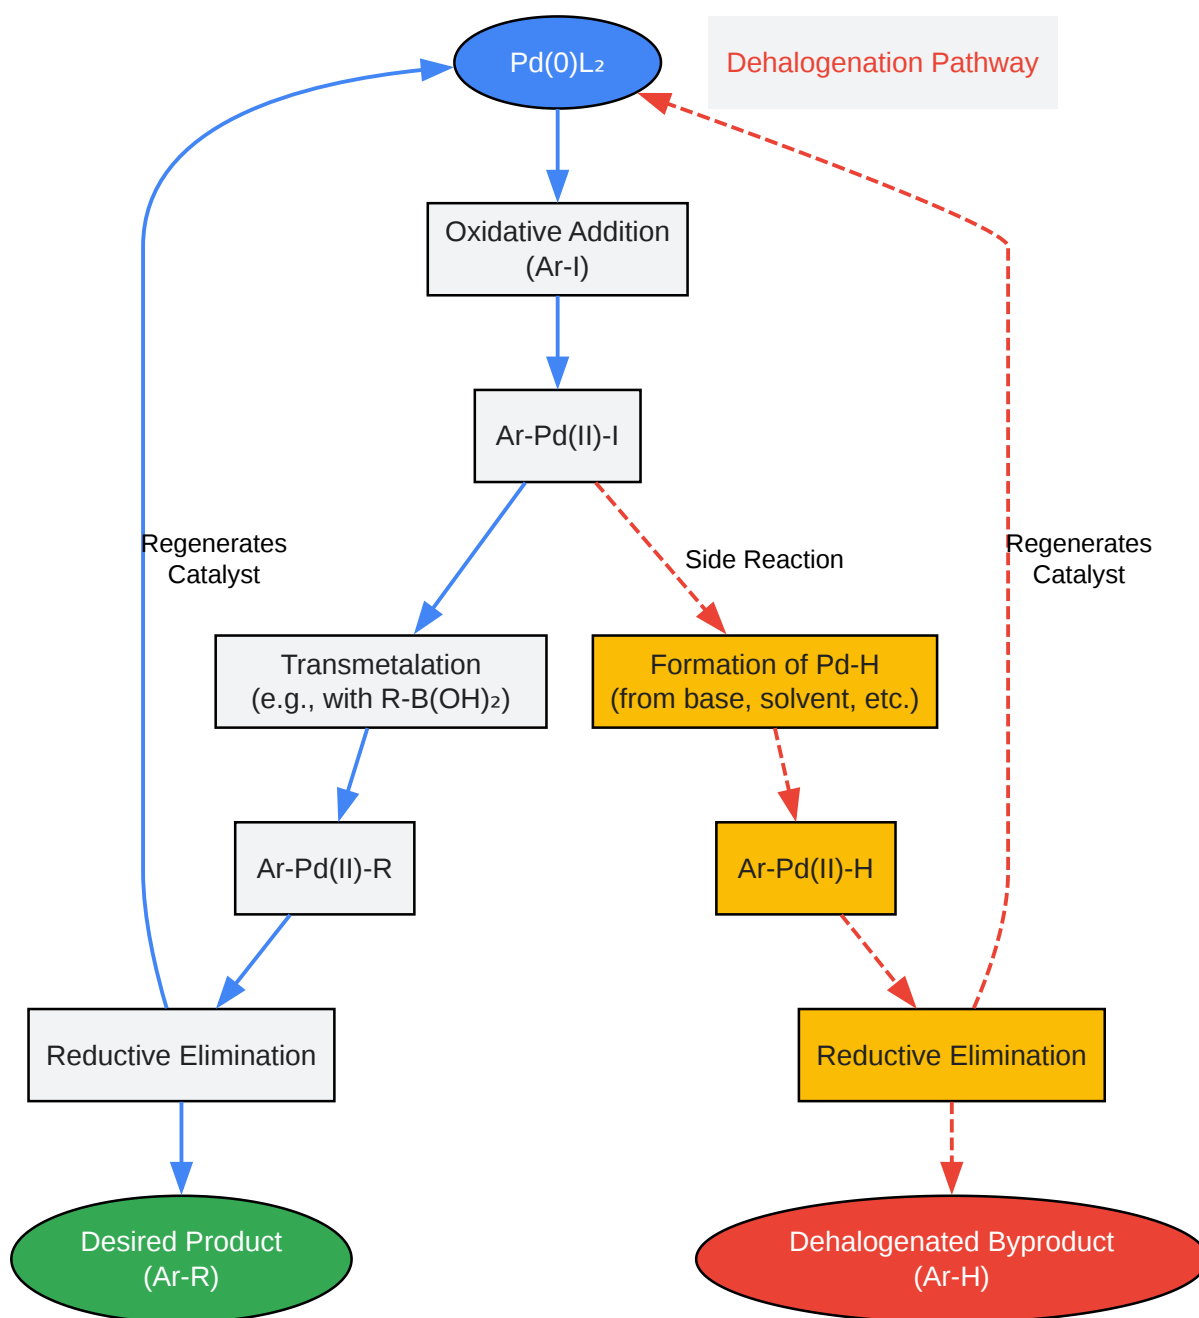 Pd(0)L₂
Dehalogenation Pathway
Oxidative Addition
(Ar-I)
Ar-Pd(II)-I
Regenerates
Catalyst
Side Reaction
Regenerates
Catalyst
Transmetalation
(e.g., with R-B(OH)₂)
Formation of Pd-H
(from base, solvent, etc.)
Ar-Pd(II)-R
Ar-Pd(II)-H
Reductive Elimination
Reductive Elimination
Desired Product
(Ar-R)
Dehalogenated Byproduct
(Ar-H)